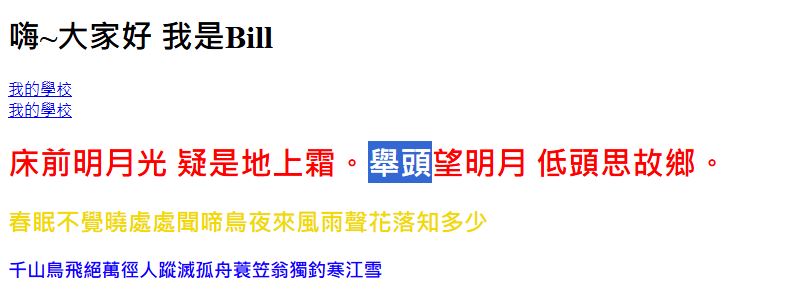 嗨~大家好 我是Bill
我的學校
我的學校
床前明月光 疑是地上霜。舉頭望明月 低頭思故鄉。
春眠不覺曉處處聞啼鳥夜來風雨聲花落知多少
千山鳥飛絕萬徑人蹤滅孤舟蓑笠翁獨釣寒江雪